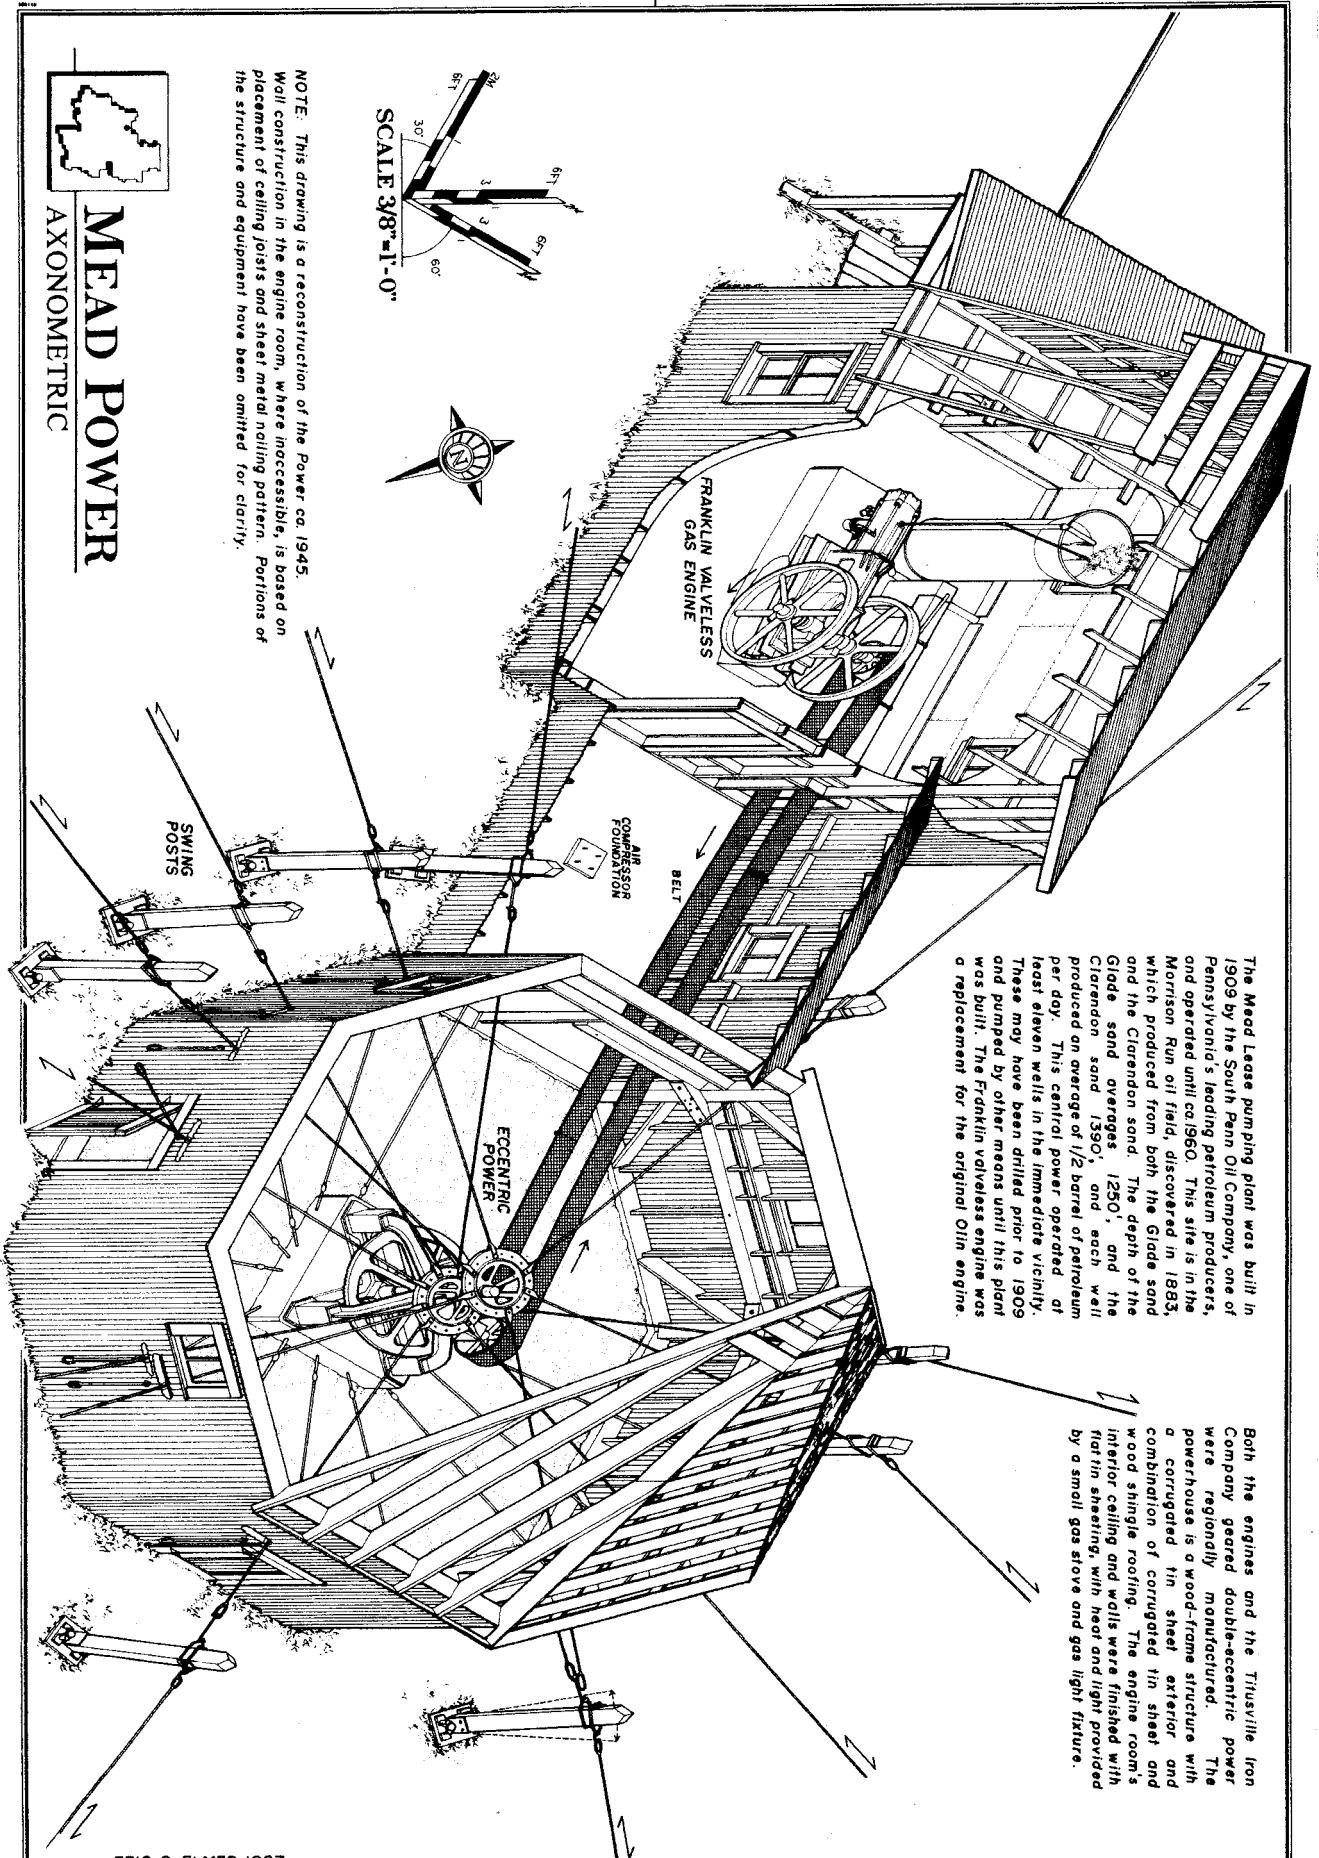 The Mead Lease pumping plant was built in
1909 by the South Penn Oil Company, one of
Pennsylvania's leading petroleum producers,
and operated until ca.1960. This site is in the
Morrison Run oil field, discovered in 1883,
which produced from both the Glade sand
and the Clarendon sand. The depth of the
Glade sand averages 1250', and the
Clarendon sand 1390', and each well
produced an average of 1/2 barrel of petroleum
per day. This central power operated at
least eleven wells in the immediate vicinity.
These may have been drilled prior to 1909
and pumped by other means until this plant
was built. The Franklin valveless engine was
a replacement for the original Olin engine.
Both the engines and the Titusville Iron
Company geared double-eccentric power
were regionally manufactured. The
powerhouse is a wood-frame structure with
a corrugated tin sheet exterior and
combination of corrugated tin sheet and
wood shingle roofing. The engine room's
interior ceiling and walls were finished with
flat tin sheeting, with heat and light provided
by a small gas stove and gas light fixture.
FRANKLIN VALVELESS
GAS ENGINE
BELT
AIR
COMPRESSOR
FOUNDATION
ECCENTRIC
POWER
SWING
POSTS
N
2M
6FT
1
30'
6FT
3
6FT
3
60'
SCALE 3/8"=1'-0"
NOTE: This drawing is a reconstruction of the Power ca. 1945.
Wall construction in the engine room, where inaccessible, is based on
placement of ceiling joists and sheet metal nailing pattern. Portions of
the structure and equipment have been omitted for clarity.
MEAD POWER
AXONOMETRIC